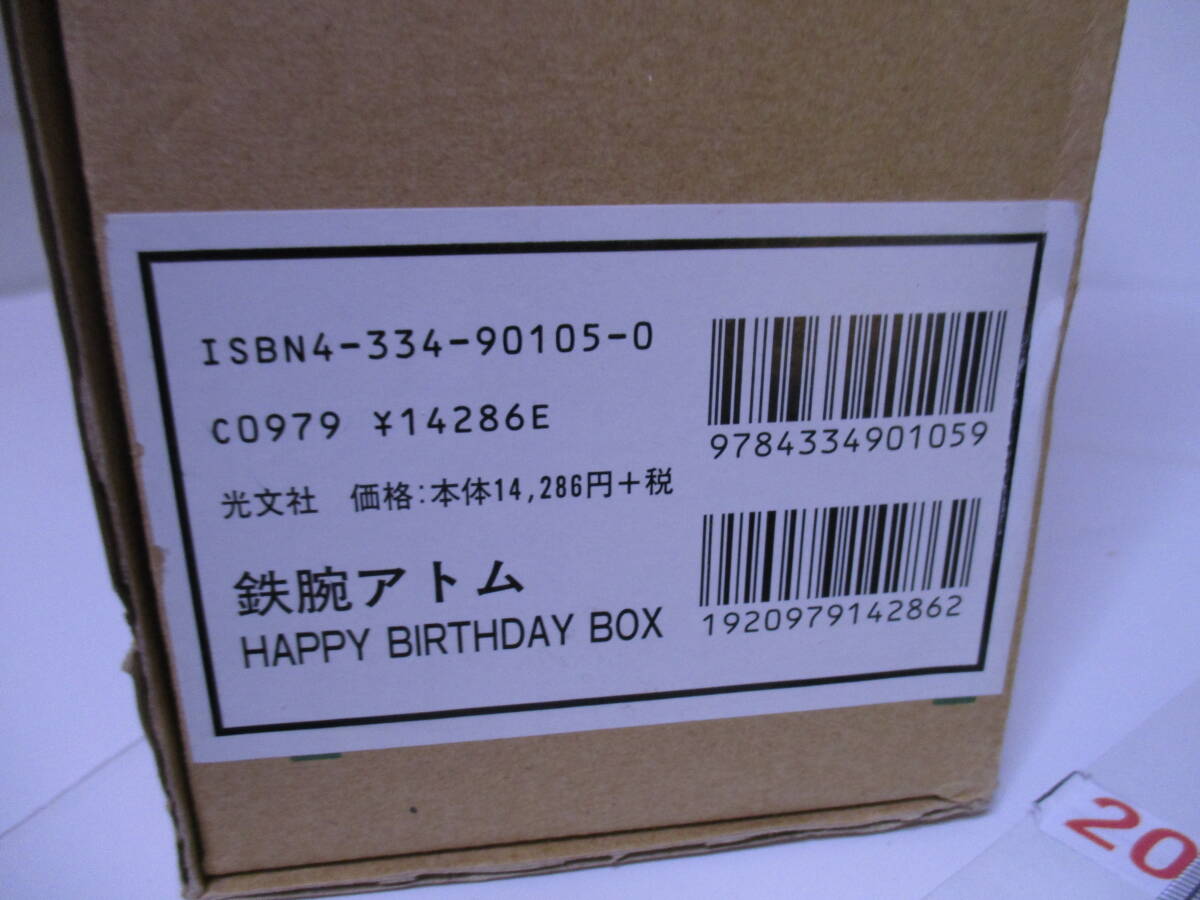 ISBN4-334-90105-0
C0979 ¥14286E
光文社 価格:本体14,286円+税
鉄腕アトム
HAPPY BIRTHDAY BOX
9784334901059
1920979142862
20